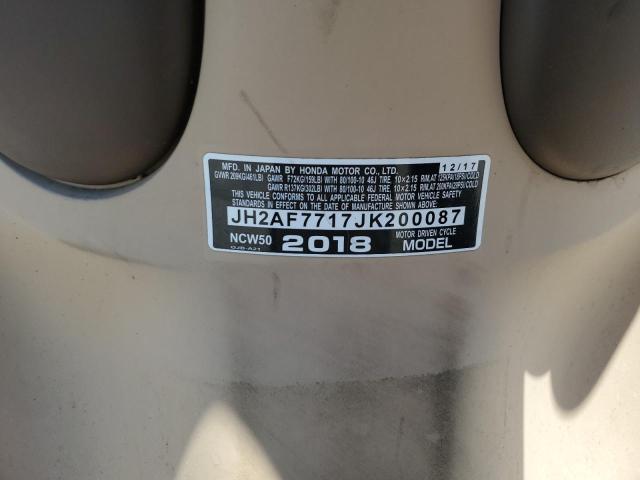 MFD. IN JAPAN BY HONDA MOTOR CO., LTD. 12/17
GVWR 209KG(461LB) GAWR F72KG(159LB) WITH 80/100-10 46J TIRE, 10×2.15 RIM,AT 125KPA(18PSI)COLD
GAWR R137KG(302LB) WITH 80/100-10 46J TIRE, 10×2.15 RIM,AT 200KPA(29PSI)COLD
THIS VEHICLE CONFORMS TO ALL APPLICABLE FEDERAL MOTOR VEHICLE SAFETY
STANDARDS IN EFFECT ON THE DATE OF MANUFACTURE SHOWN ABOVE.
JH2AF7717JK200087
NCW50 2018 MOTOR DRIVEN CYCLE
MODEL